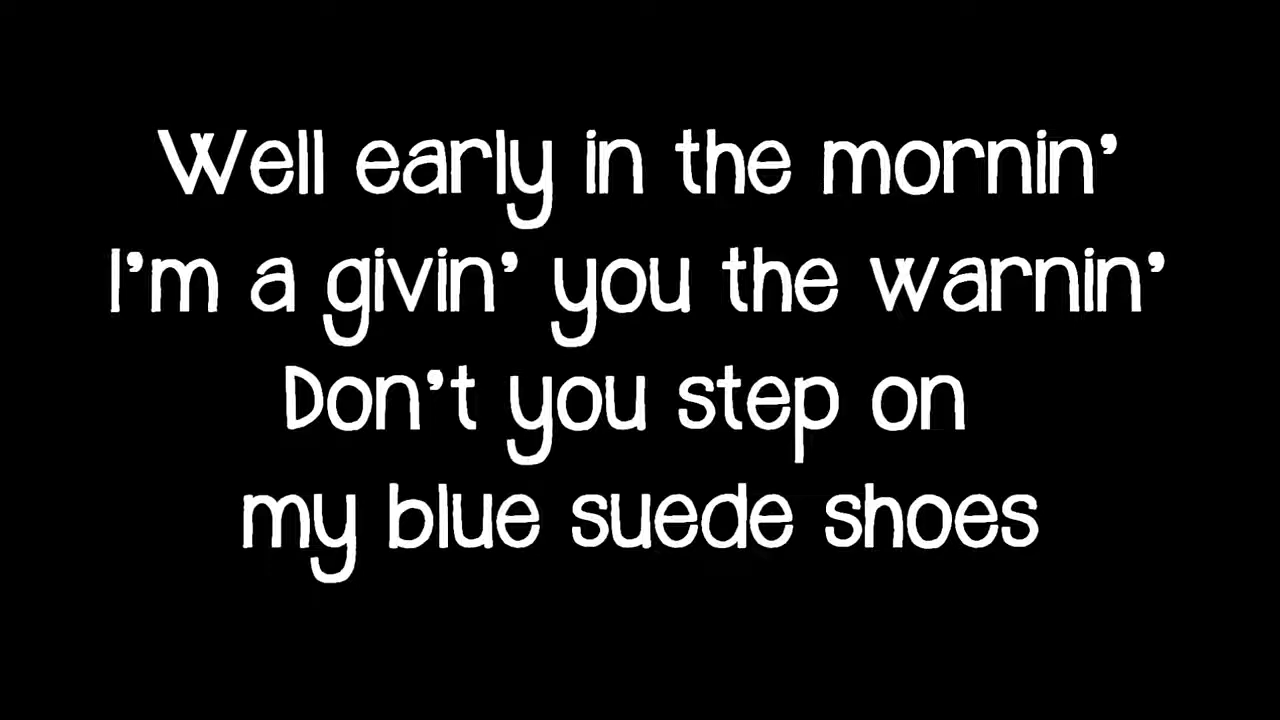 Well early in the mornin'
I'm a givin' you the warnin'
Don't you step on
my blue suede shoes